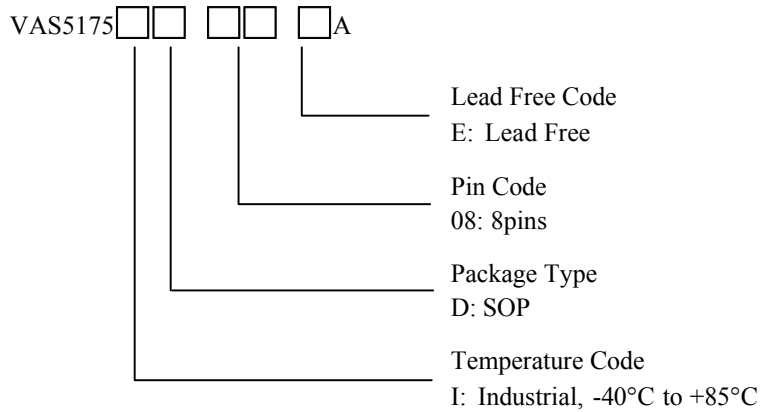 VAS5175□□ □□ □A
Lead Free Code
E: Lead Free
Pin Code
08: 8pins
Package Type
D: SOP
Temperature Code
I: Industrial, -40°C to +85°C